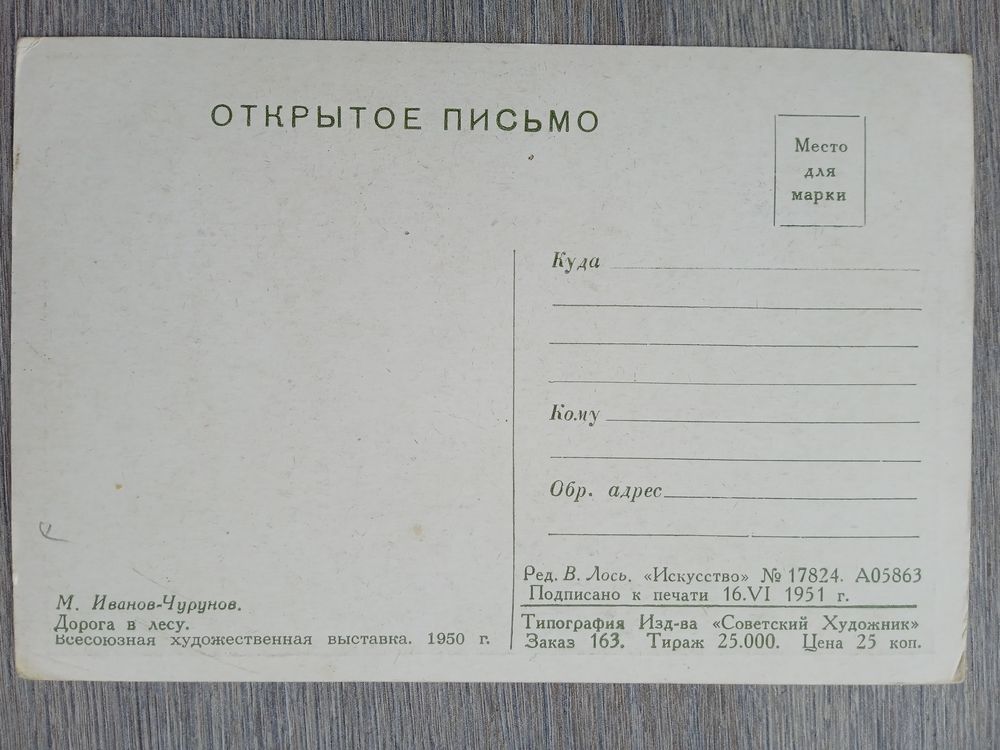 ОТКРЫТОЕ ПИСЬМО
Место
для
марки
Куда
Кому
Обр. адрес
М. Иванов-Чурунов.
Дорога в лесу.
Всесоюзная художественная выставка. 1950 г.
Ред. В. Лось. «Искусство» № 17824. А05863
Подписано к печати 16.VI 1951 г.
Типография Изд-ва «Советский Художник»
Заказ 163. Тираж 25.000. Цена 25 коп.